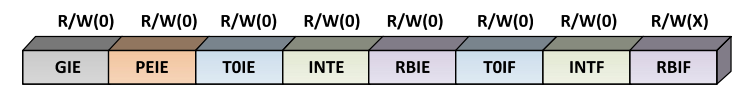 R/W(0) R/W(0) R/W(0) R/W(0) R/W(0) R/W(0) R/W(0) R/W(X)
GIE PEIE T0IE INTE RBIE T0IF INTF RBIF